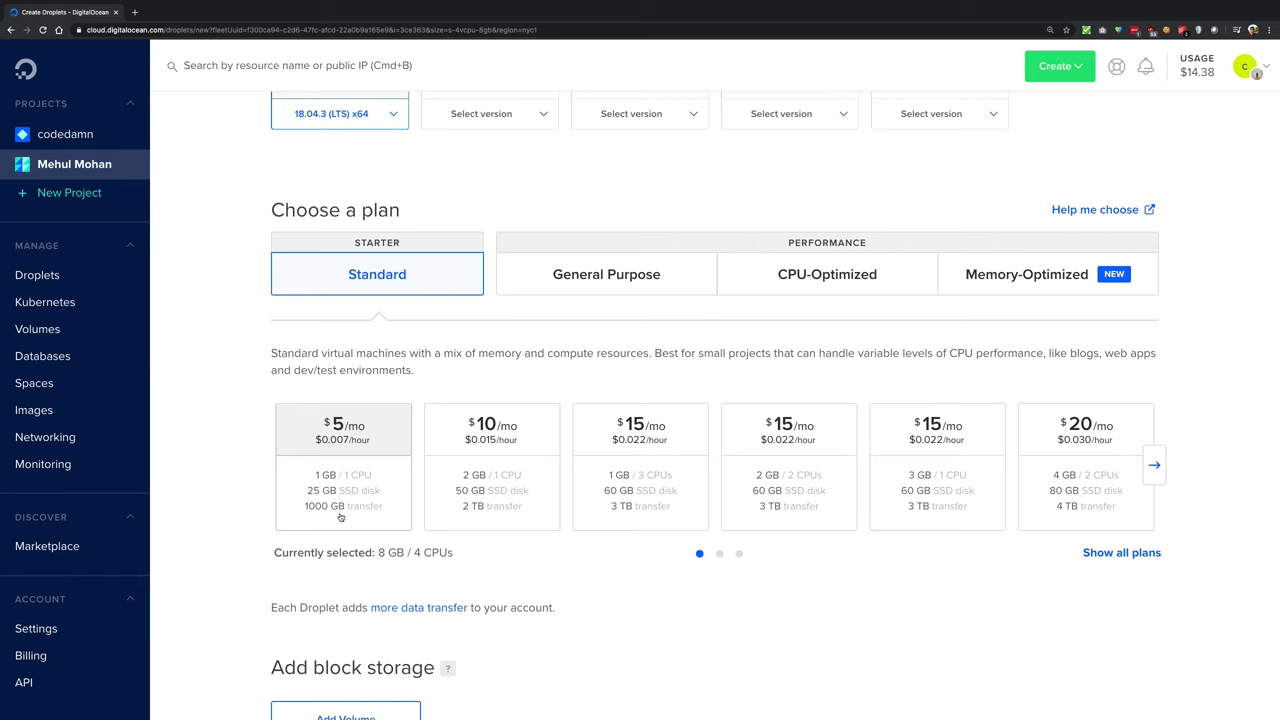 Create Droplets - DigitalOcean
cloud.digitalocean.com/droplets/new?fleetUuid=f300ca94-c2d6-47fc-afcd-22a0b9a165e9&i=3ce363&size=s-4vcpu-8gb&region=nyc1
Search by resource name or public IP (Cmd+B)
Create
USAGE
$14.38
C
PROJECTS
codedamn
Mehul Mohan
+ New Project
MANAGE
Droplets
Kubernetes
Volumes
Databases
Spaces
Images
Networking
Monitoring
DISCOVER
Marketplace
ACCOUNT
Settings
Billing
API
18.04.3 (LTS) x64
Select version
Select version
Select version
Select version
Choose a plan
Help me choose
STARTER
PERFORMANCE
Standard
General Purpose
CPU-Optimized
Memory-Optimized NEW
Standard virtual machines with a mix of memory and compute resources. Best for small projects that can handle variable levels of CPU performance, like blogs, web apps
and dev/test environments.
$5/mo
$0.007/hour
1 GB / 1 CPU
25 GB SSD disk
1000 GB transfer
$10/mo
$0.015/hour
2 GB / 1 CPU
50 GB SSD disk
2 TB transfer
$15/mo
$0.022/hour
1 GB / 3 CPUs
60 GB SSD disk
3 TB transfer
$15/mo
$0.022/hour
2 GB / 2 CPUs
60 GB SSD disk
3 TB transfer
$15/mo
$0.022/hour
3 GB / 1 CPU
60 GB SSD disk
3 TB transfer
$20/mo
$0.030/hour
4 GB / 2 CPUs
80 GB SSD disk
4 TB transfer
Currently selected: 8 GB / 4 CPUs
Show all plans
Each Droplet adds more data transfer to your account.
Add block storage ?
Add Volume